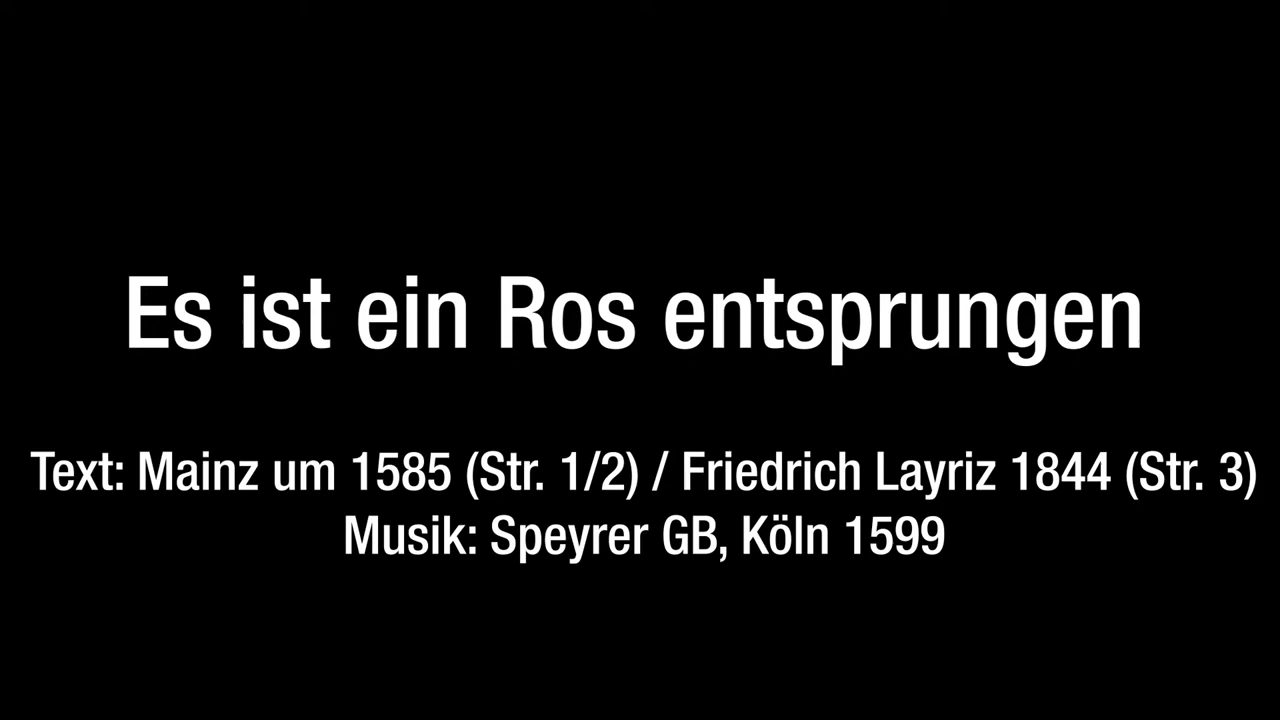 Es ist ein Ros entsprungen
Text: Mainz um 1585 (Str. 1/2) / Friedrich Layriz 1844 (Str. 3)
Musik: Speyrer GB, Köln 1599